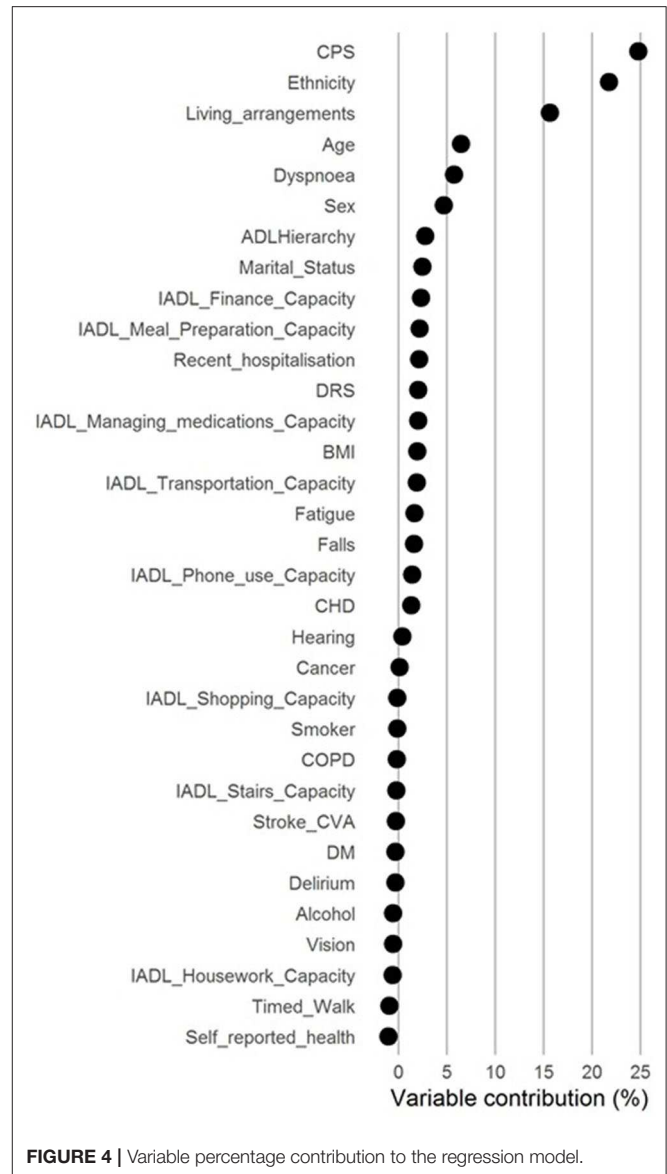 CPS
Ethnicity
Living_arrangements
Age
Dyspnoea
Sex
ADLHierarchy
Marital_Status
IADL_Finance_Capacity
IADL_Meal_Preparation_Capacity
Recent_hospitalisation
DRS
IADL_Managing_medications_Capacity
BMI
IADL_Transportation_Capacity
Fatigue
Falls
IADL_Phone_use_Capacity
CHD
Hearing
Cancer
IADL_Shopping_Capacity
Smoker
COPD
IADL_Stairs_Capacity
Stroke_CVA
DM
Delirium
Alcohol
Vision
IADL_Housework_Capacity
Timed_Walk
Self_reported_health
0 5 10 15 20 25
Variable contribution (%)
FIGURE 4 | Variable percentage contribution to the regression model.